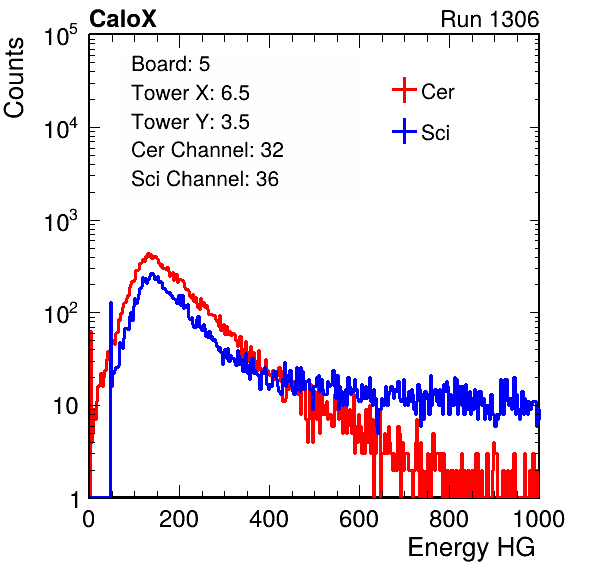 CaloX Run 1306
Counts
10^5
10^4
10^3
10^2
10
1
Board: 5
Tower X: 6.5
Tower Y: 3.5
Cer Channel: 32
Sci Channel: 36
Cer
Sci
0 200 400 600 800 1000
Energy HG